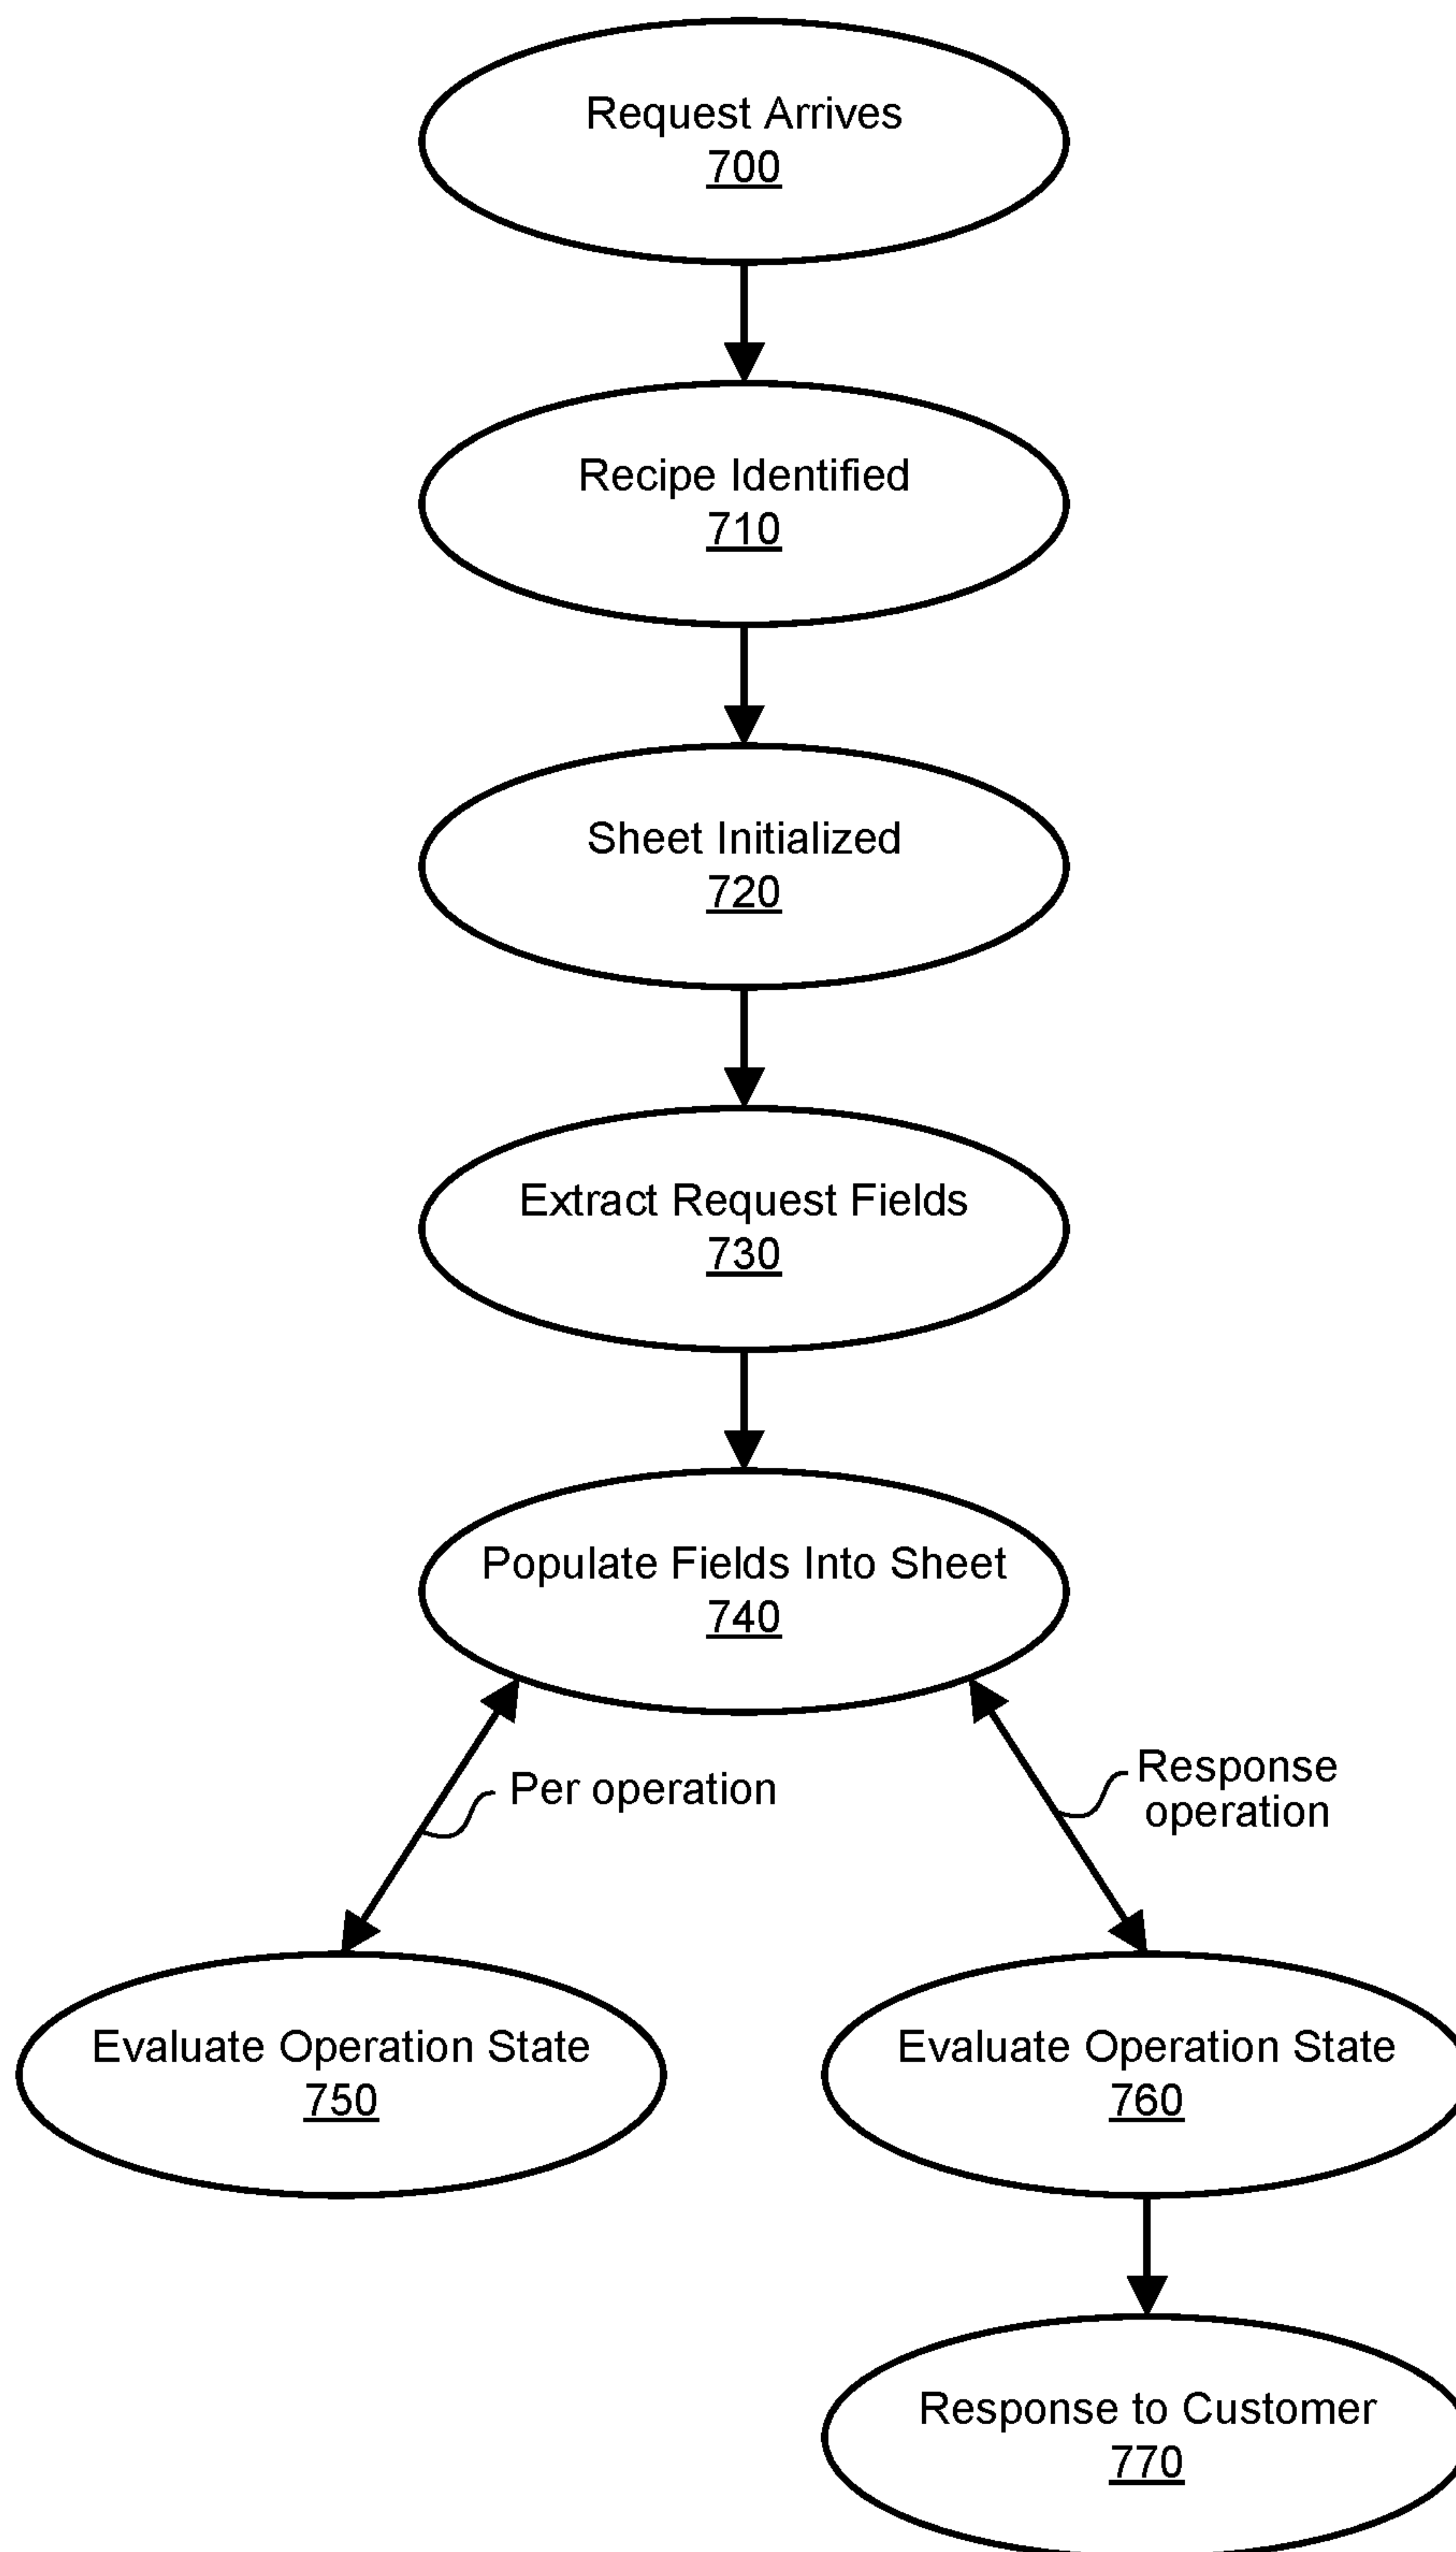 Request Arrives
700
Recipe Identified
710
Sheet Initialized
720
Extract Request Fields
730
Populate Fields Into Sheet
740
Per operation
Response
operation
Evaluate Operation State
750
Evaluate Operation State
760
Response to Customer
770